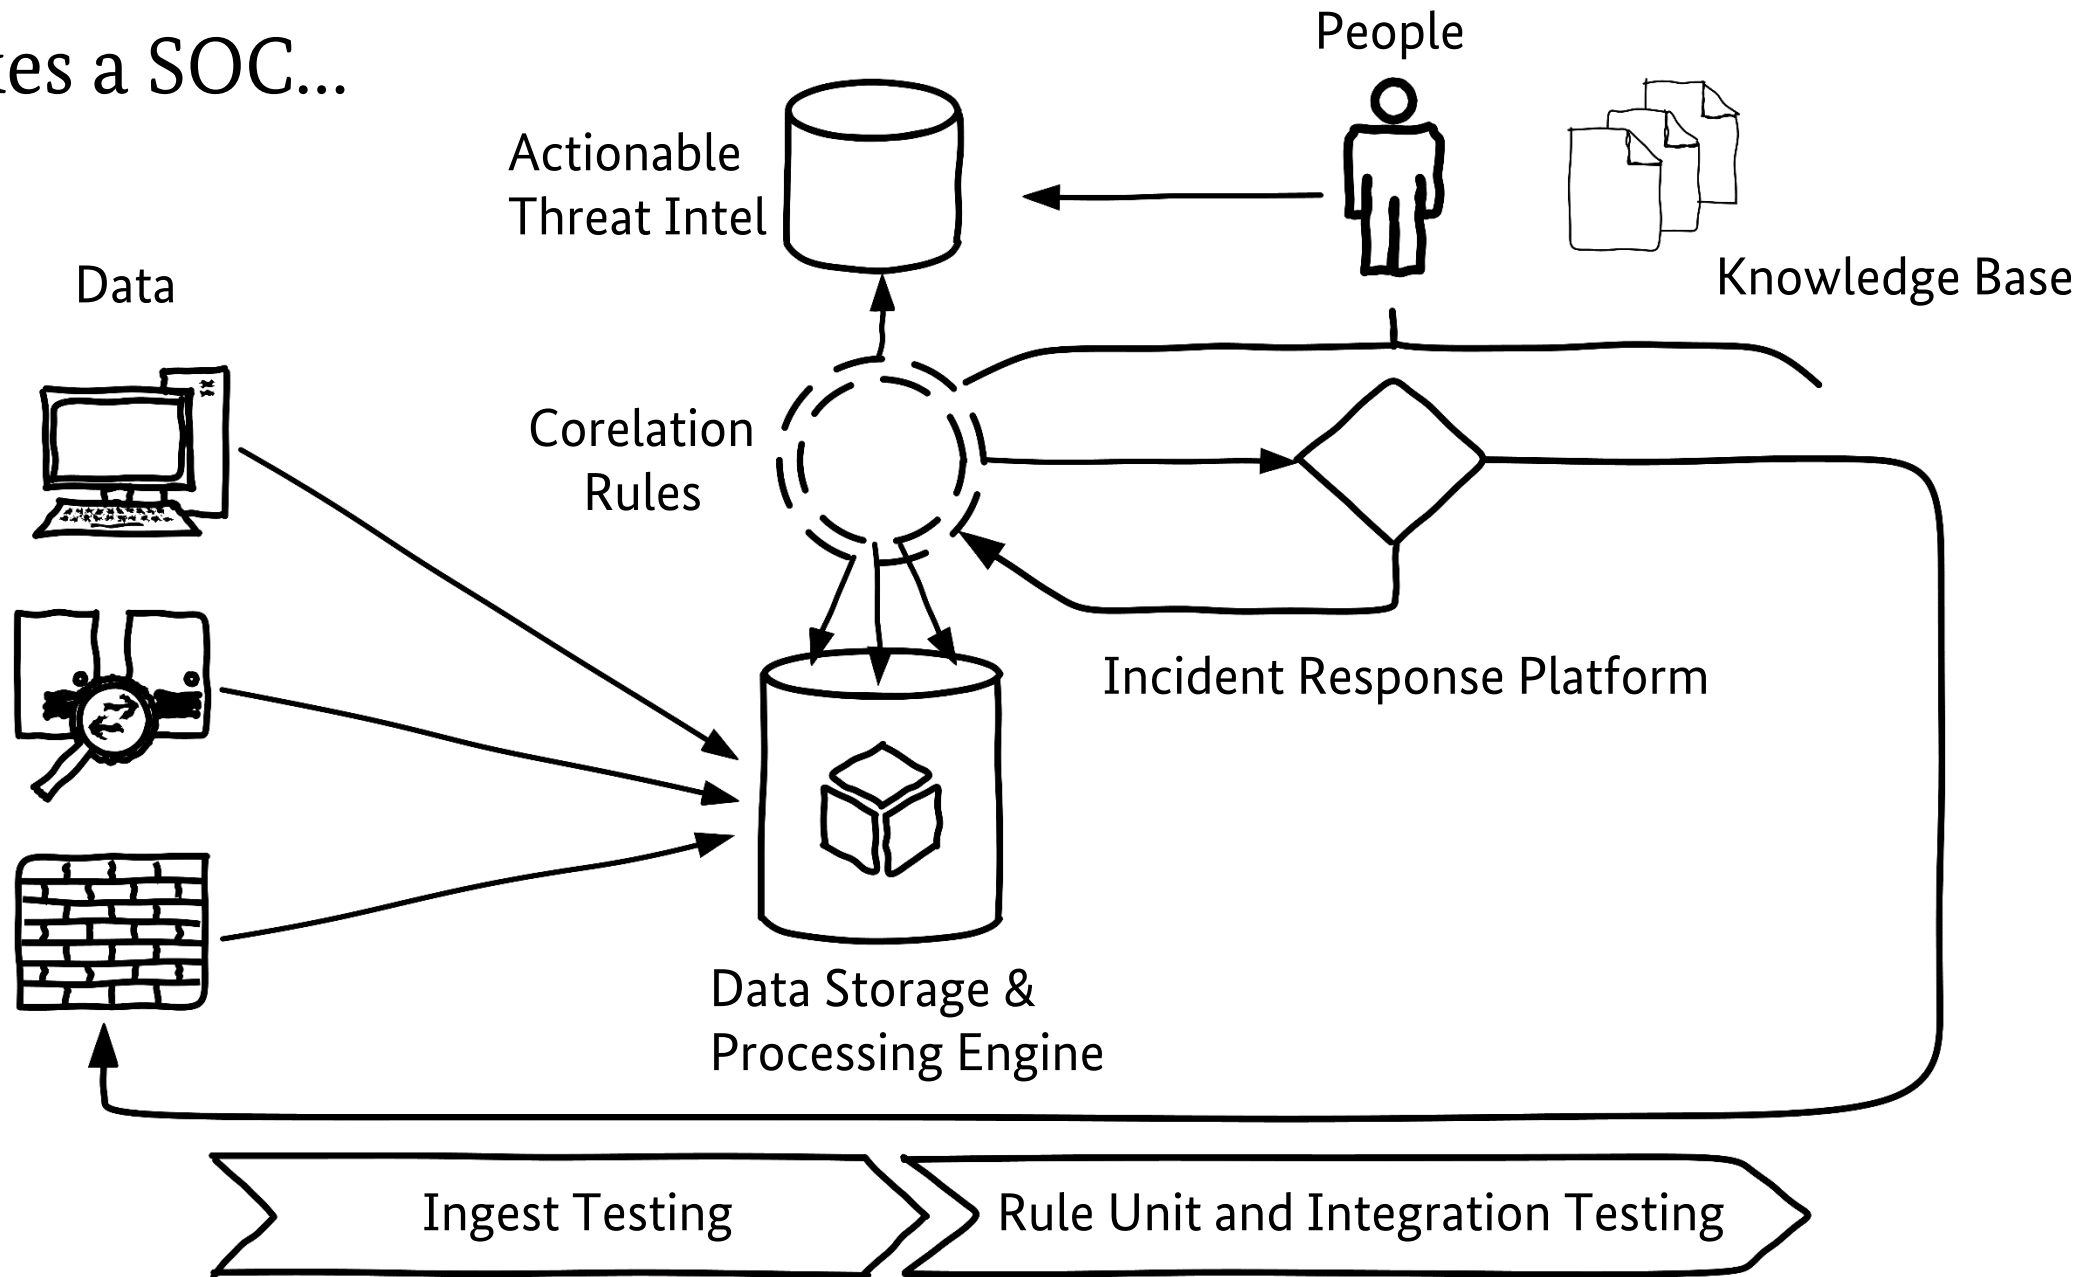 es a SOC...
People
Actionable
Threat Intel
Knowledge Base
Data
Corelation
Rules
Incident Response Platform
Data Storage &
Processing Engine
Ingest Testing
Rule Unit and Integration Testing